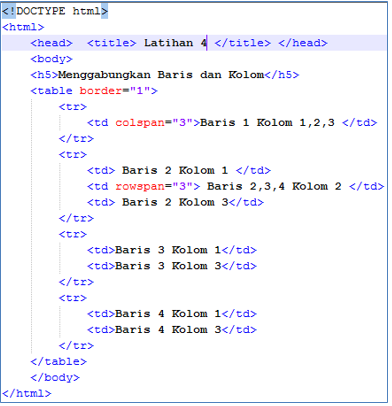 <!DOCTYPE html>
<html>
<head> <title> Latihan 4 </title> </head>
<body>
<h5>Menggabungkan Baris dan Kolom</h5>
<table border="1">
<tr>
<td colspan="3">Baris 1 Kolom 1,2,3 </td>
</tr>
<tr>
<td> Baris 2 Kolom 1 </td>
<td rowspan="3"> Baris 2,3,4 Kolom 2 </td>
<td> Baris 2 Kolom 3</td>
</tr>
<tr>
<td>Baris 3 Kolom 1</td>
<td>Baris 3 Kolom 3</td>
</tr>
<tr>
<td>Baris 4 Kolom 1</td>
<td>Baris 4 Kolom 3</td>
</tr>
</table>
</body>
</html>